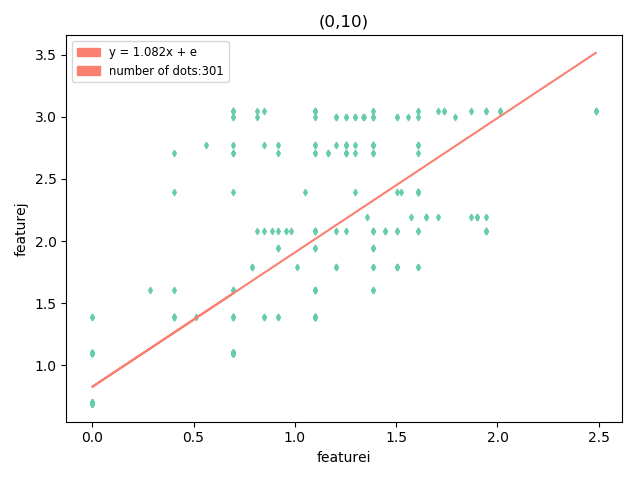 (0,10)
y = 1.082x + e
number of dots:301
3.5
3.0
2.5
2.0
1.5
1.0
featurej
0.0 0.5 1.0 1.5 2.0 2.5
featurei